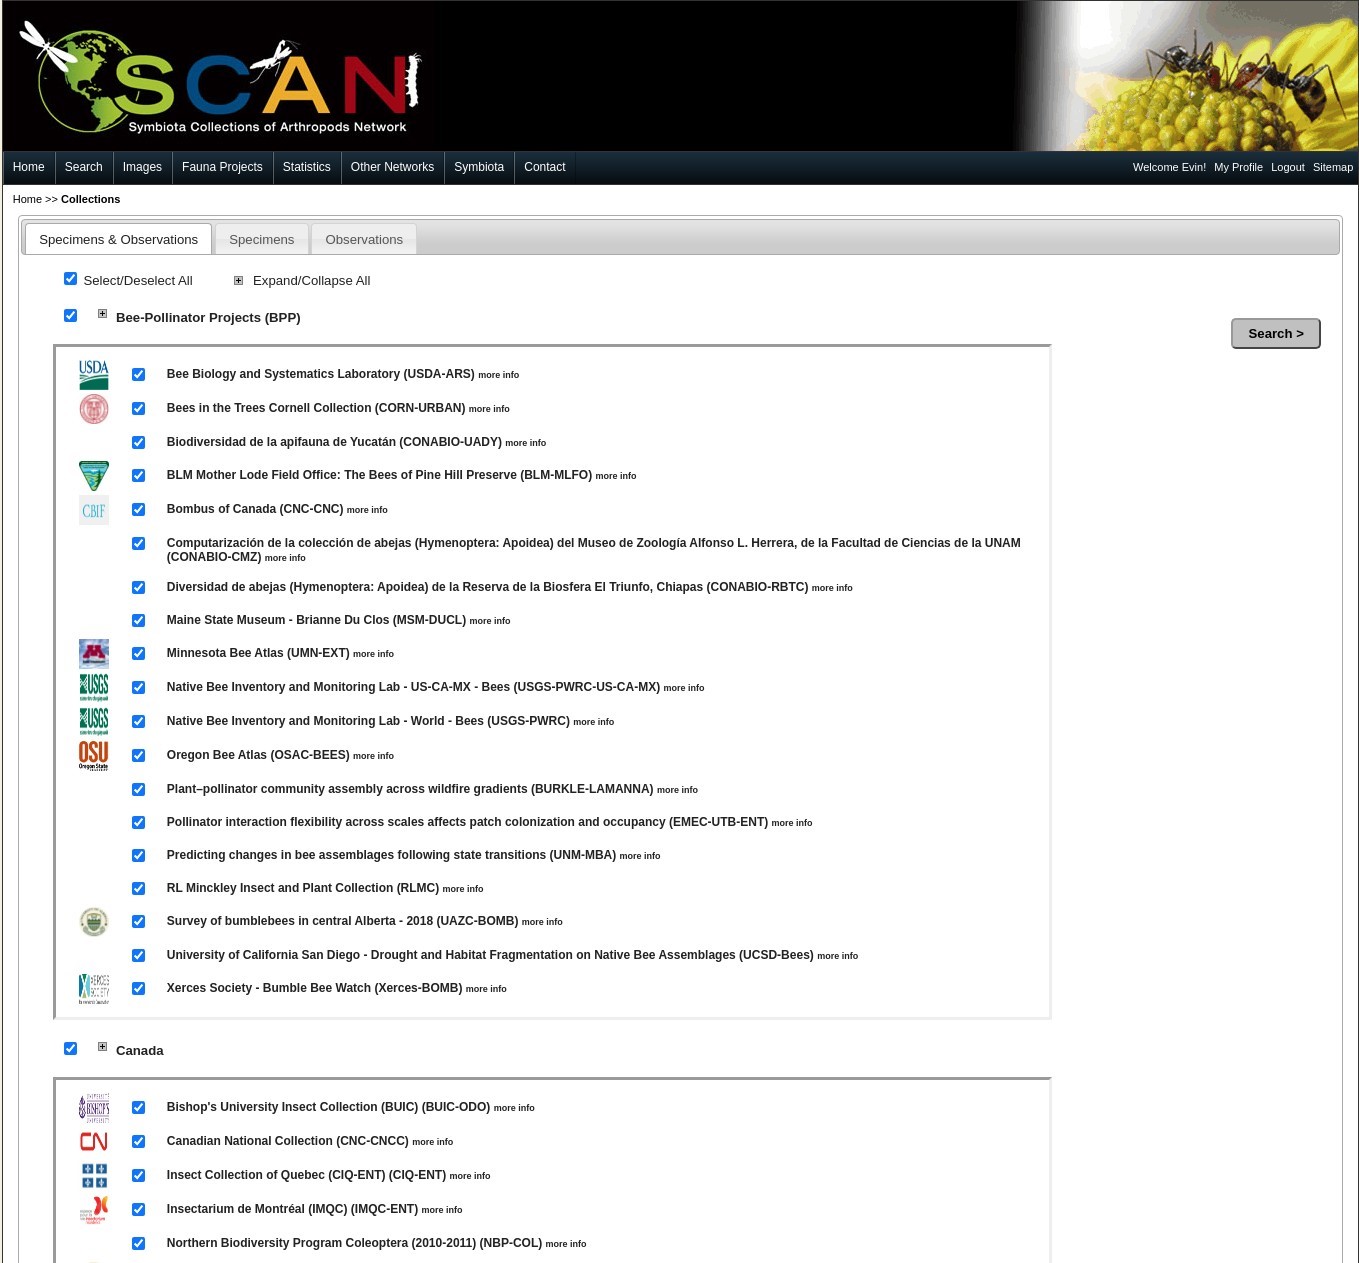 SCAN
Symbiota Collections of Arthropods Network
Home Search Images Fauna Projects Statistics Other Networks Symbiota Contact Welcome Evin! My Profile Logout Sitemap
Home >> Collections
Specimens & Observations Specimens Observations
Select/Deselect All Expand/Collapse All
Bee-Pollinator Projects (BPP)
Search >
USDA
Bee Biology and Systematics Laboratory (USDA-ARS) more info
Bees in the Trees Cornell Collection (CORN-URBAN) more info
Biodiversidad de la apifauna de Yucatán (CONABIO-UADY) more info
BLM Mother Lode Field Office: The Bees of Pine Hill Preserve (BLM-MLFO) more info
CBIF
Bombus of Canada (CNC-CNC) more info
Computarización de la colección de abejas (Hymenoptera: Apoidea) del Museo de Zoología Alfonso L. Herrera, de la Facultad de Ciencias de la UNAM
(CONABIO-CMZ) more info
Diversidad de abejas (Hymenoptera: Apoidea) de la Reserva de la Biosfera El Triunfo, Chiapas (CONABIO-RBTC) more info
Maine State Museum - Brianne Du Clos (MSM-DUCL) more info
Minnesota Bee Atlas (UMN-EXT) more info
USGS
Native Bee Inventory and Monitoring Lab - US-CA-MX - Bees (USGS-PWRC-US-CA-MX) more info
USGS
Native Bee Inventory and Monitoring Lab - World - Bees (USGS-PWRC) more info
OSU
Oregon State
Oregon Bee Atlas (OSAC-BEES) more info
Plant–pollinator community assembly across wildfire gradients (BURKLE-LAMANNA) more info
Pollinator interaction flexibility across scales affects patch colonization and occupancy (EMEC-UTB-ENT) more info
Predicting changes in bee assemblages following state transitions (UNM-MBA) more info
RL Minckley Insect and Plant Collection (RLMC) more info
Survey of bumblebees in central Alberta - 2018 (UAZC-BOMB) more info
University of California San Diego - Drought and Habitat Fragmentation on Native Bee Assemblages (UCSD-Bees) more info
XERCES
SOCIETY
Xerces Society - Bumble Bee Watch (Xerces-BOMB) more info
Canada
BISHOP'S
UNIVERSITY
Bishop's University Insect Collection (BUIC) (BUIC-ODO) more info
CN
Canadian National Collection (CNC-CNCC) more info
Insect Collection of Quebec (CIQ-ENT) (CIQ-ENT) more info
Insectarium de Montréal (IMQC) (IMQC-ENT) more info
Northern Biodiversity Program Coleoptera (2010-2011) (NBP-COL) more info